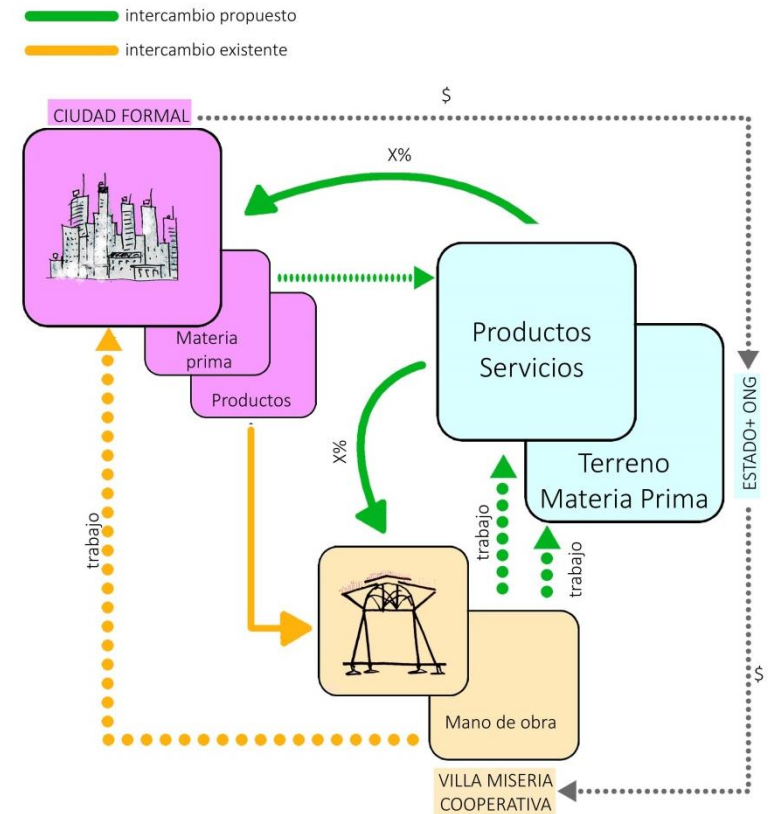 intercambio propuesto
intercambio existente
$
CIUDAD FORMAL
X%
Materia
prima
Productos
Productos
Servicios
Terreno
Materia Prima
ESTADO+ ONG
X%
trabajo
trabajo
trabajo
$
Mano de obra
VILLA MISERIA
COOPERATIVA